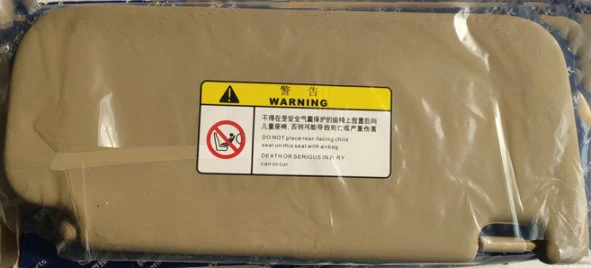 警 告
WARNING
不得在受安全气囊保护的座椅上放置后向
儿童座椅，否则可能导致死亡或严重伤害
DO NOT place rear-facing child
seat on this seat with airbag
DEATH OR SERIOUS INJURY
can occur